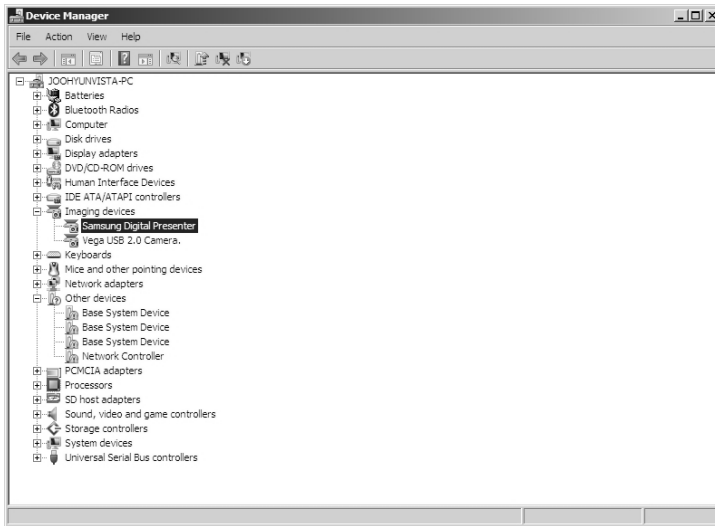 Device Manager
File Action View Help
JOOHYUNVISTA-PC
Batteries
Bluetooth Radios
Computer
Disk drives
Display adapters
DVD/CD-ROM drives
Human Interface Devices
IDE ATA/ATAPI controllers
Imaging devices
Samsung Digital Presenter
Vega USB 2.0 Camera.
Keyboards
Mice and other pointing devices
Network adapters
Other devices
Base System Device
Base System Device
Base System Device
Network Controller
PCMCIA adapters
Processors
SD host adapters
Sound, video and game controllers
Storage controllers
System devices
Universal Serial Bus controllers